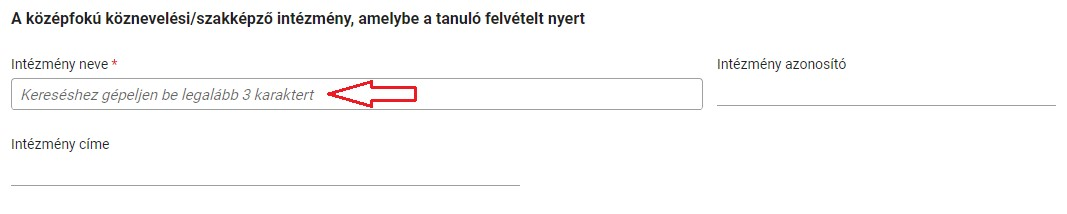 A középfokú köznevelési/szakképző intézmény, amelybe a tanuló felvételt nyert
Intézmény neve *
Intézmény azonosító
Kereséshez gépeljen be legalább 3 karaktert
Intézmény címe